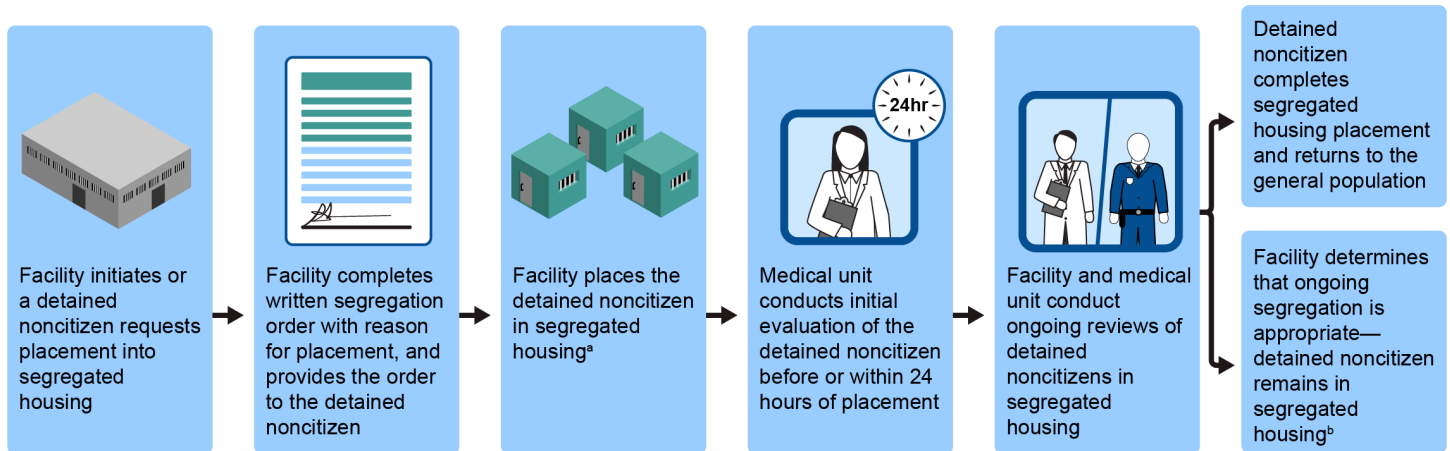 Facility initiates or
a detained
noncitizen requests
placement into
segregated
housing
Facility completes
written segregation
order with reason
for placement, and
provides the order
to the detained
noncitizen
Facility places the
detained noncitizen
in segregated
housingᵃ
24hr
Medical unit
conducts initial
evaluation of the
detained noncitizen
before or within 24
hours of placement
Facility and medical
unit conduct
ongoing reviews of
detained
noncitizens in
segregated
housing
Detained
noncitizen
completes
segregated
housing placement
and returns to the
general population
Facility determines
that ongoing
segregation is
appropriate—
detained noncitizen
remains in
segregated
housingᵇ